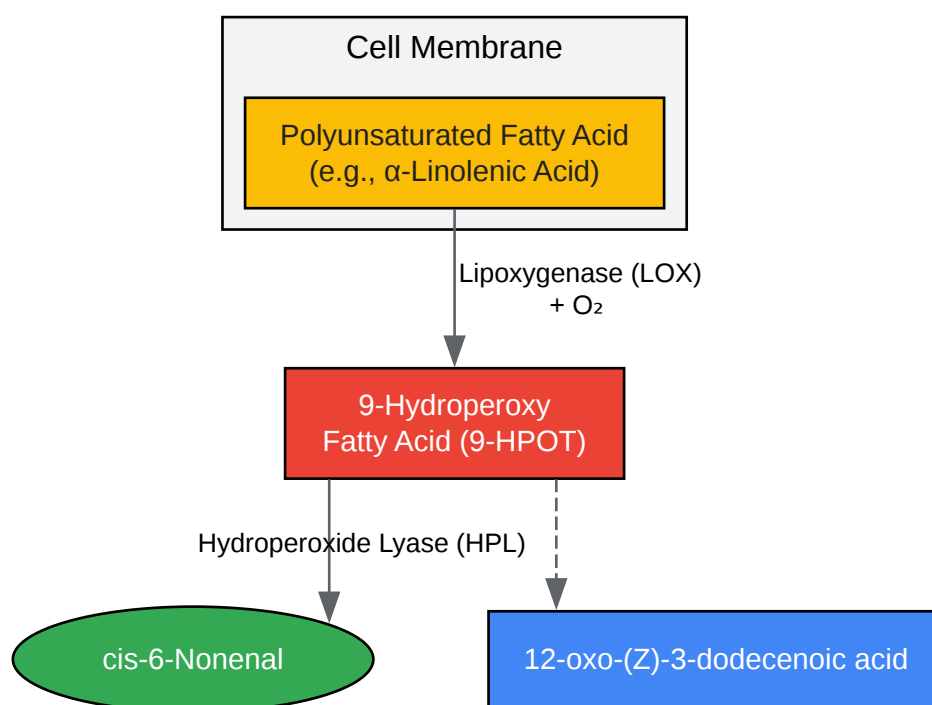 Cell Membrane
Polyunsaturated Fatty Acid
(e.g., α-Linolenic Acid)
Lipoxygenase (LOX)
+ O₂
9-Hydroperoxy
Fatty Acid (9-HPOT)
Hydroperoxide Lyase (HPL)
cis-6-Nonenal
12-oxo-(Z)-3-dodecenoic acid